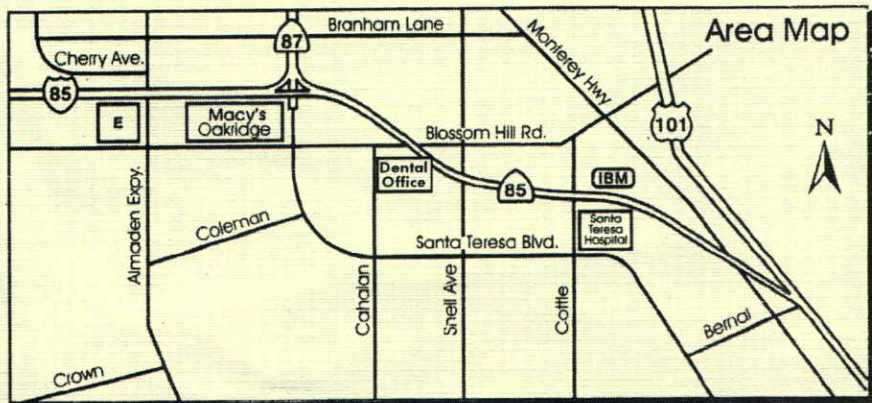 87
Branham Lane
Area Map
Cherry Ave.
Monterey Hwy
85
E
Macy's
Oakridge
101
N
Blossom Hill Rd.
Dental
Office
85
IBM
Almaden Expy.
Coleman
Santa Teresa Blvd.
Santa
Teresa
Hospital
Cahalan
Snell Ave
Cottle
Bernal
Crown